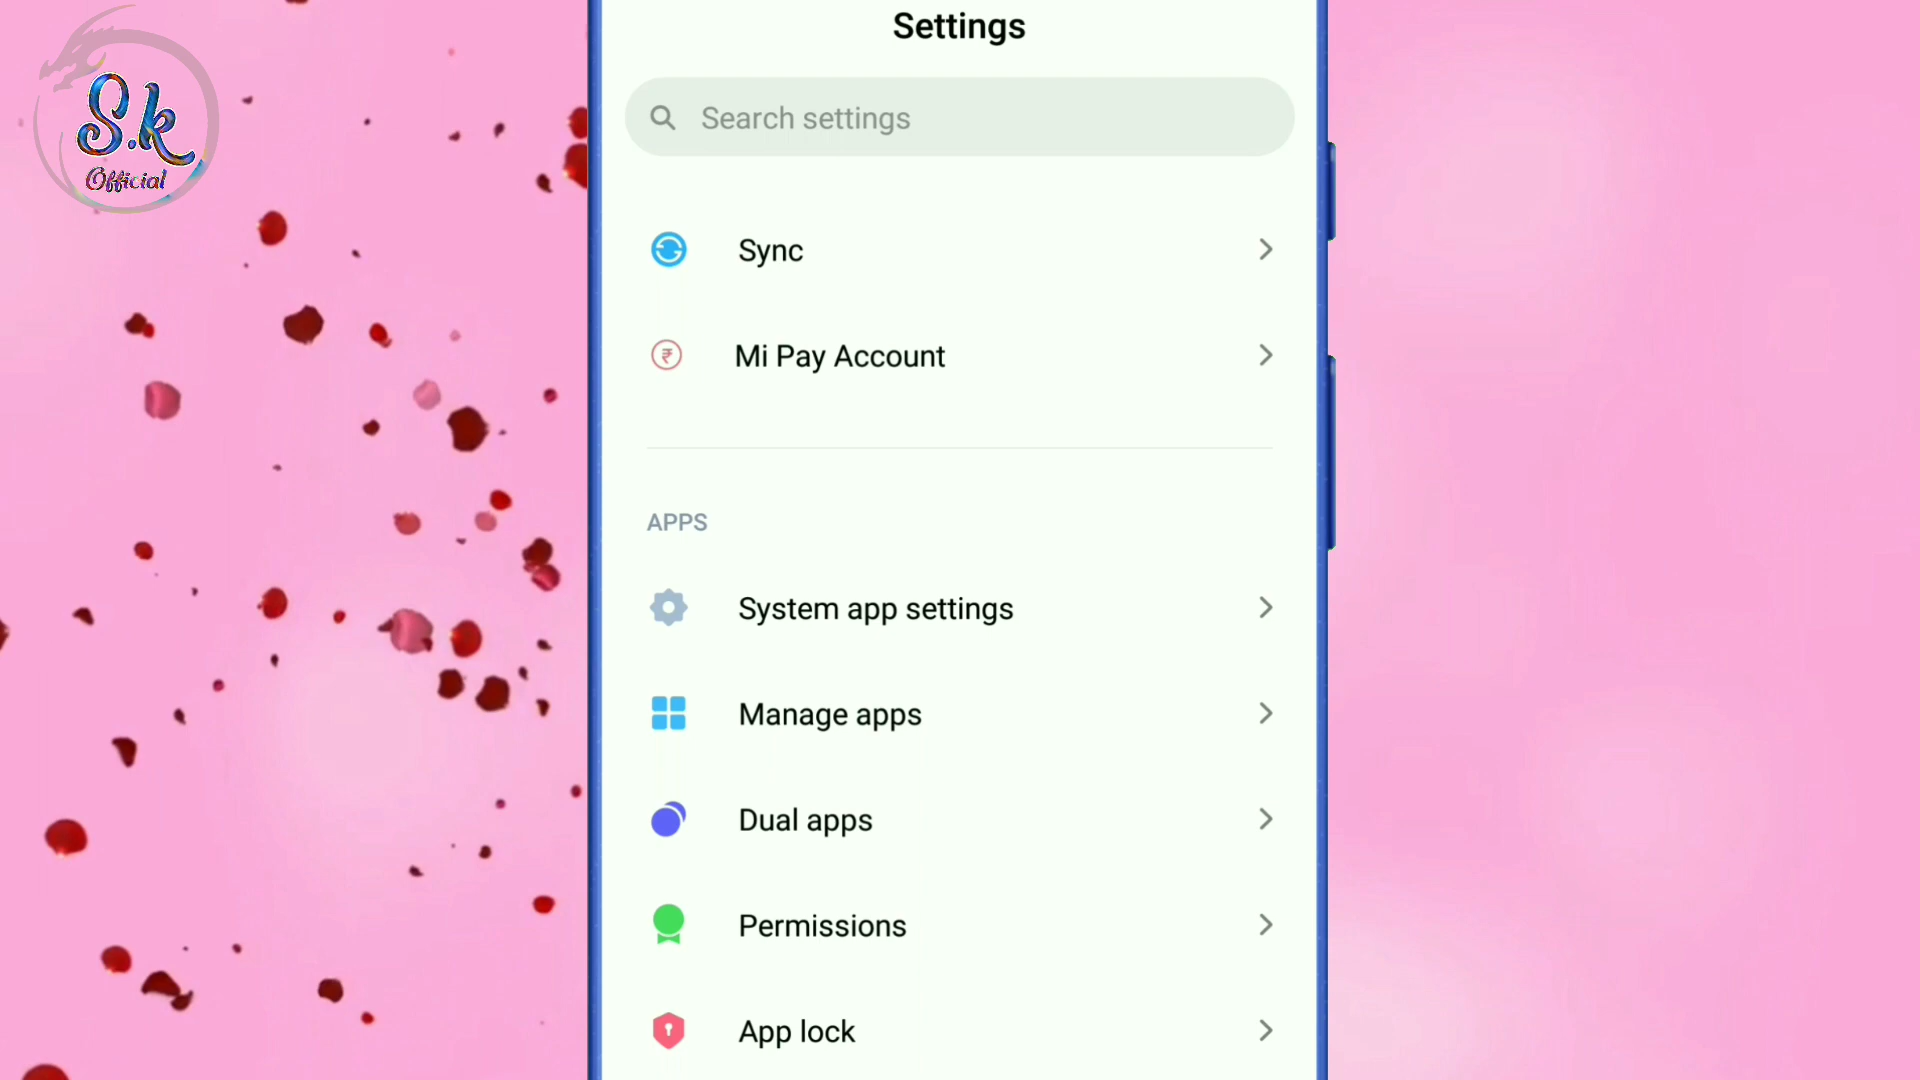 S.k
Official
Settings
Search settings
Sync
Mi Pay Account
APPS
System app settings
Manage apps
Dual apps
Permissions
App lock